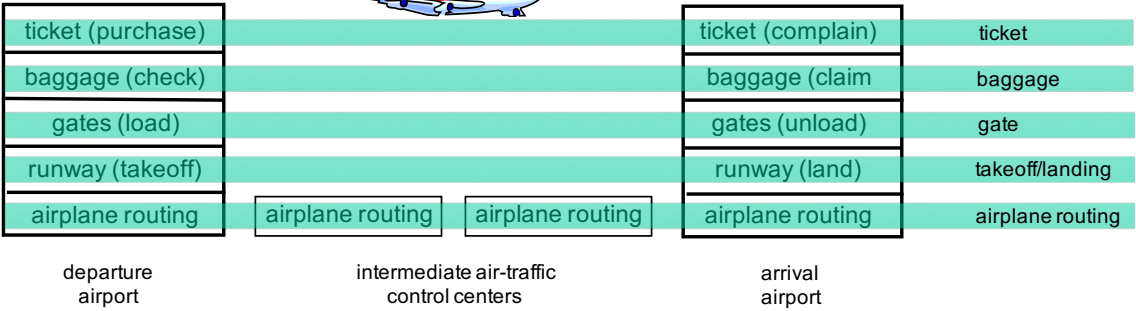 ticket (purchase) ticket (complain) ticket
baggage (check) baggage (claim baggage
gates (load) gates (unload) gate
runway (takeoff) runway (land) takeoff/landing
airplane routing airplane routing airplane routing airplane routing airplane routing
departure
airport
intermediate air-traffic
control centers
arrival
airport